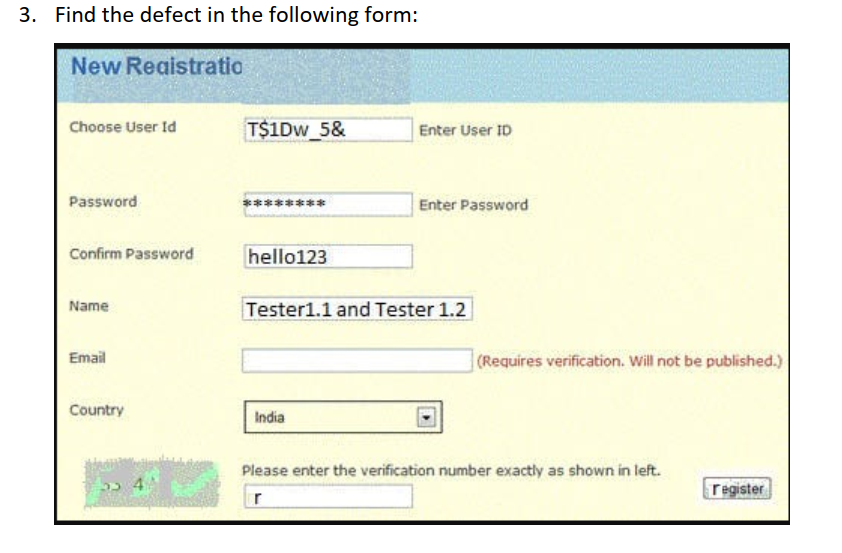 3. Find the defect in the following form:
New Registratio
Choose User Id T$1Dw_5& Enter User ID
Password ******** Enter Password
Confirm Password hello123
Name Tester1.1 and Tester 1.2
Email (Requires verification. Will not be published.)
Country India
Please enter the verification number exactly as shown in left.
r register